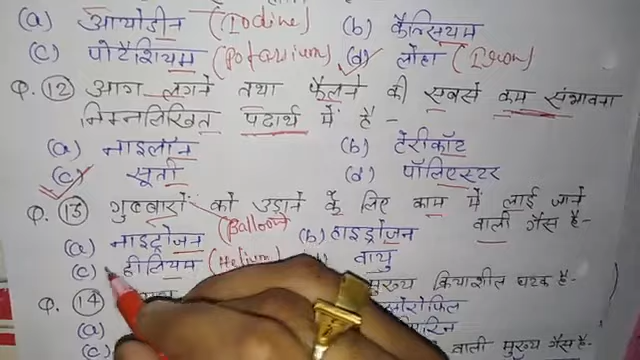 (a) आयोडीन (Iodine) (b) कैल्सियम
(c) पोटैशियम (Potassium) (d) लोहा (Iron)
Q. 12 आग लगने तथा फैलने की सबसे कम संभावना
निम्नलिखित पदार्थ में है -
(a) नाइलॉन (b) टेरीकॉट
(c) सूती (d) पॉलिएस्टर
Q. 13 गुब्बारों को उड़ाने के लिए काम में लाई जाने
(Balloon) वाली गैस है-
(a) नाइट्रोजन (b) हाइड्रोजन
(c) हीलियम (Helium) वायु
Q. 14 मुख्य क्रियाशील घटक है-
(a)
(c) वाली मुख्य गैस है-